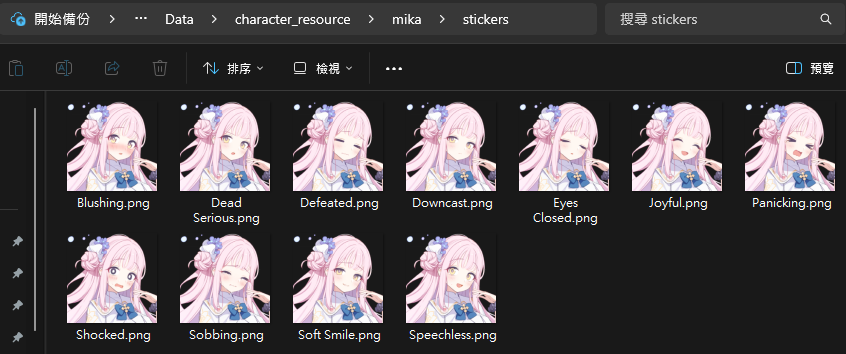 開始備份 > ... Data > character_resource > mika > stickers
搜尋 stickers
排序
檢視
...
預覽
Blushing.png
Dead
Serious.png
Defeated.png
Downcast.png
Eyes
Closed.png
Joyful.png
Panicking.png
Shocked.png
Sobbing.png
Soft Smile.png
Speechless.png